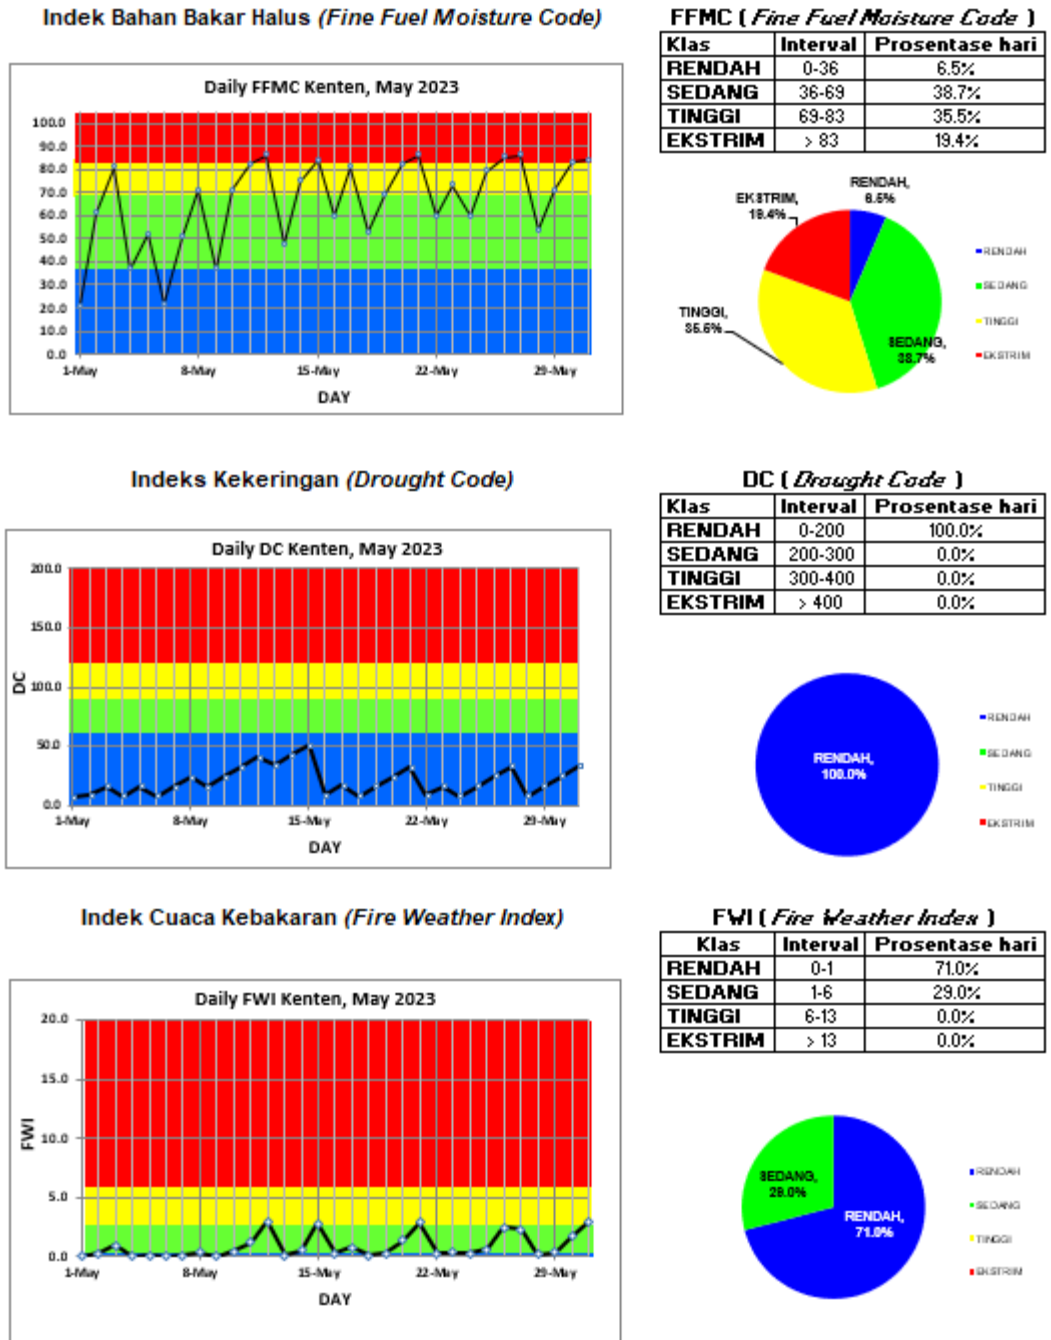 Indek Bahan Bakar Halus (Fine Fuel Moisture Code)
FFMC ( Fine Fuel Moisture Code )
Klas Interval Prosentase hari
RENDAH 0-36 6.5%
SEDANG 36-69 38.7%
TINGGI 69-83 35.5%
EKSTRIM > 83 19.4%
Daily FFMC Kenten, May 2023
100.0
90.0
80.0
70.0
60.0
50.0
40.0
30.0
20.0
10.0
0.0
1-May 8-May 15-May 22-May 29-May
DAY
RENDAH,
6.5%
EKSTRIM,
19.4%
TINGGI,
35.5%
SEDANG,
38.7%
RENDAH
SEDANG
TINGGI
EKSTRIM
Indeks Kekeringan (Drought Code)
DC ( Drought Code )
Klas Interval Prosentase hari
RENDAH 0-200 100.0%
SEDANG 200-300 0.0%
TINGGI 300-400 0.0%
EKSTRIM > 400 0.0%
Daily DC Kenten, May 2023
200.0
150.0
100.0
50.0
0.0
DC
1-May 8-May 15-May 22-May 29-May
DAY
RENDAH,
100.0%
RENDAH
SEDANG
TINGGI
EKSTRIM
Indek Cuaca Kebakaran (Fire Weather Index)
FWI ( Fire Weather Index )
Klas Interval Prosentase hari
RENDAH 0-1 71.0%
SEDANG 1-6 29.0%
TINGGI 6-13 0.0%
EKSTRIM > 13 0.0%
Daily FWI Kenten, May 2023
20.0
15.0
10.0
5.0
0.0
FWI
1-May 8-May 15-May 22-May 29-May
DAY
SEDANG,
29.0%
RENDAH,
71.0%
RENDAH
SEDANG
TINGGI
EKSTRIM